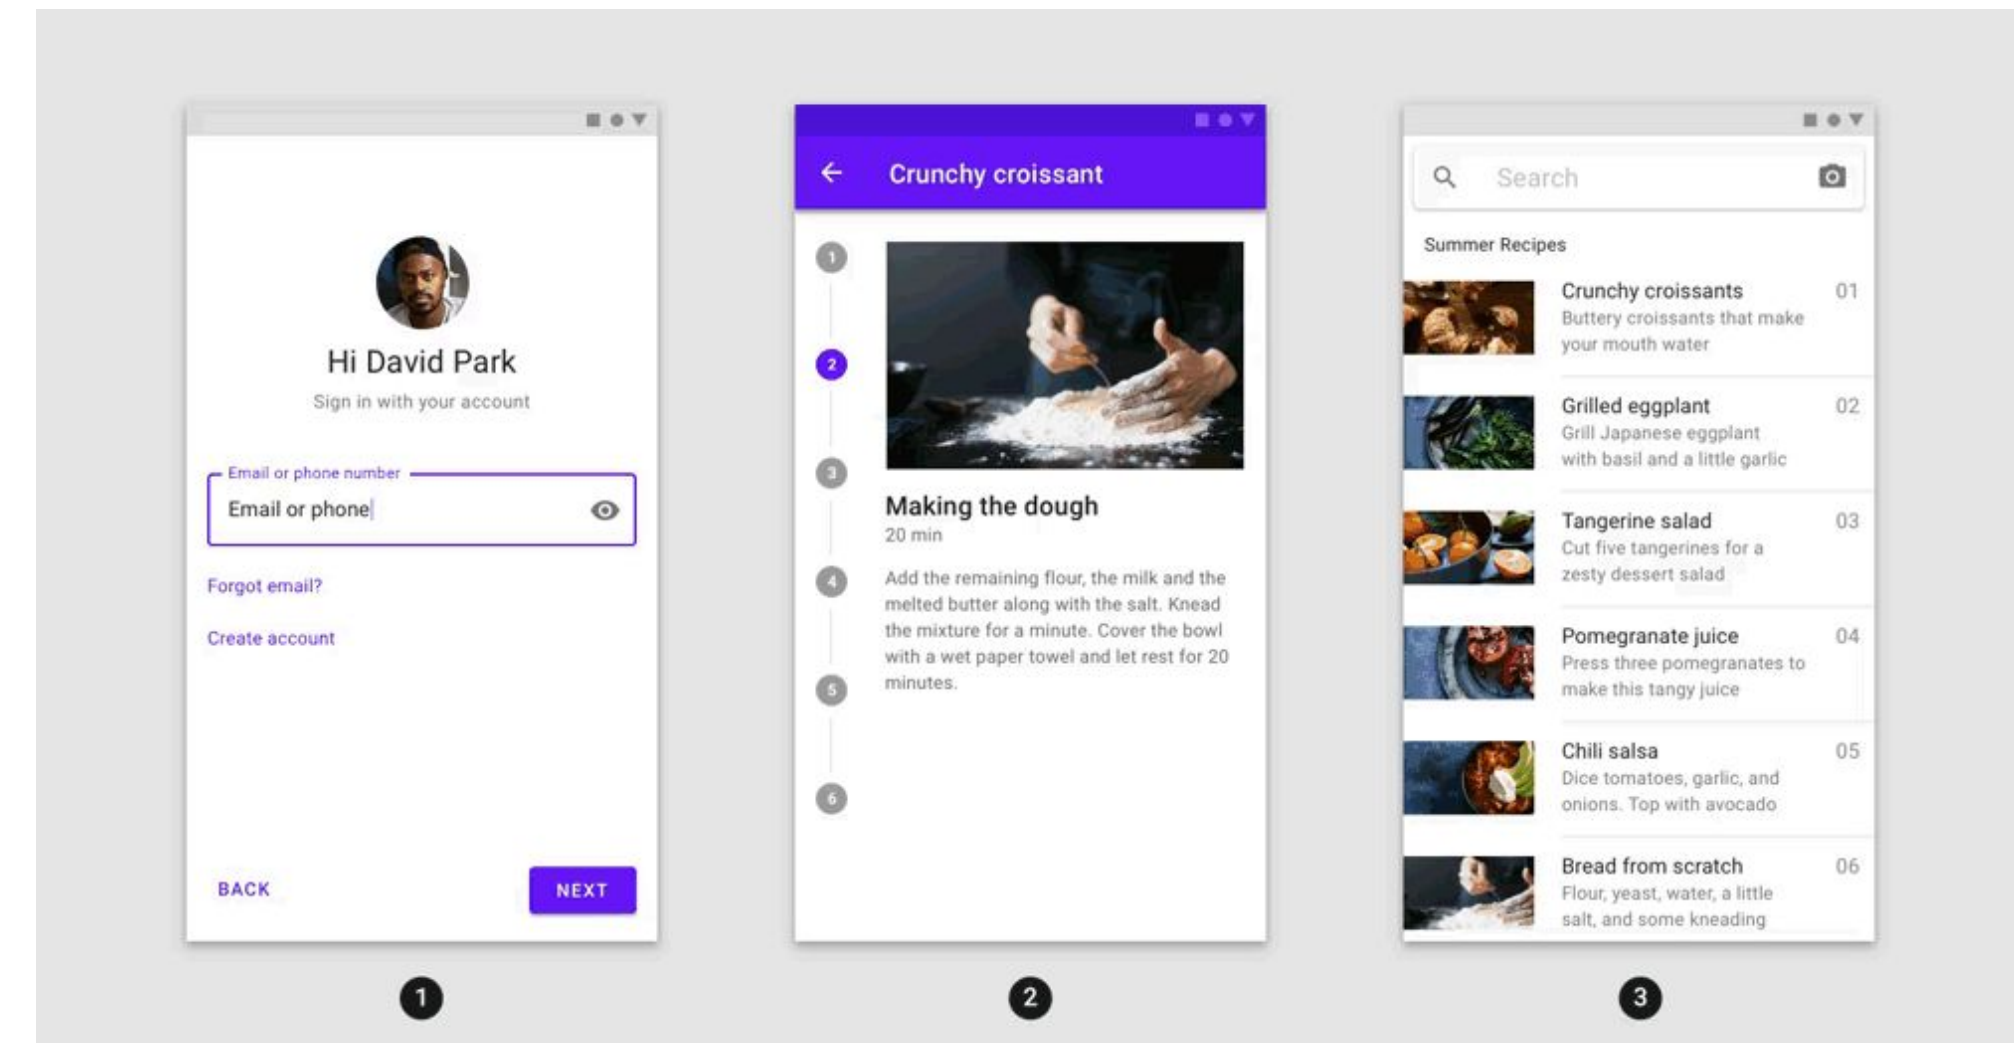 Hi David Park
Sign in with your account
Email or phone number
Email or phone
Forgot email?
Create account
BACK
NEXT
1
Crunchy croissant
1
2
3
4
5
6
Making the dough
20 min
Add the remaining flour, the milk and the
melted butter along with the salt. Knead
the mixture for a minute. Cover the bowl
with a wet paper towel and let rest for 20
minutes.
2
Search
Summer Recipes
Crunchy croissants 01
Buttery croissants that make
your mouth water
Grilled eggplant 02
Grill Japanese eggplant
with basil and a little garlic
Tangerine salad 03
Cut five tangerines for a
zesty dessert salad
Pomegranate juice 04
Press three pomegranates to
make this tangy juice
Chili salsa 05
Dice tomatoes, garlic, and
onions. Top with avocado
Bread from scratch 06
Flour, yeast, water, a little
salt, and some kneading
3